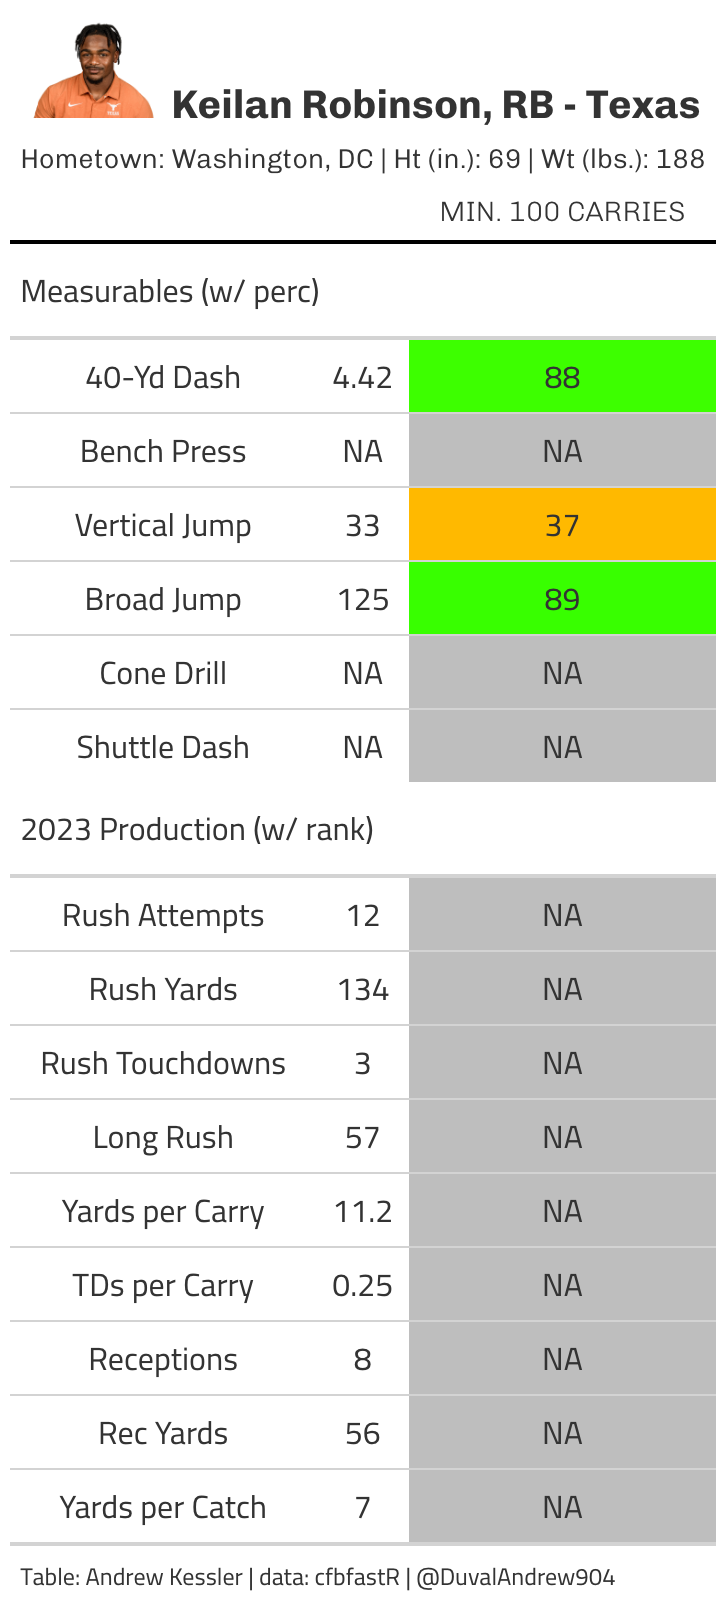 Keilan Robinson, RB - Texas
Hometown: Washington, DC | Ht (in.): 69 | Wt (lbs.): 188
MIN. 100 CARRIES
Measurables (w/ perc)
40-Yd Dash 4.42 88
Bench Press NA NA
Vertical Jump 33 37
Broad Jump 125 89
Cone Drill NA NA
Shuttle Dash NA NA
2023 Production (w/ rank)
Rush Attempts 12 NA
Rush Yards 134 NA
Rush Touchdowns 3 NA
Long Rush 57 NA
Yards per Carry 11.2 NA
TDs per Carry 0.25 NA
Receptions 8 NA
Rec Yards 56 NA
Yards per Catch 7 NA
Table: Andrew Kessler | data: cfbfastR | @DuvalAndrew904